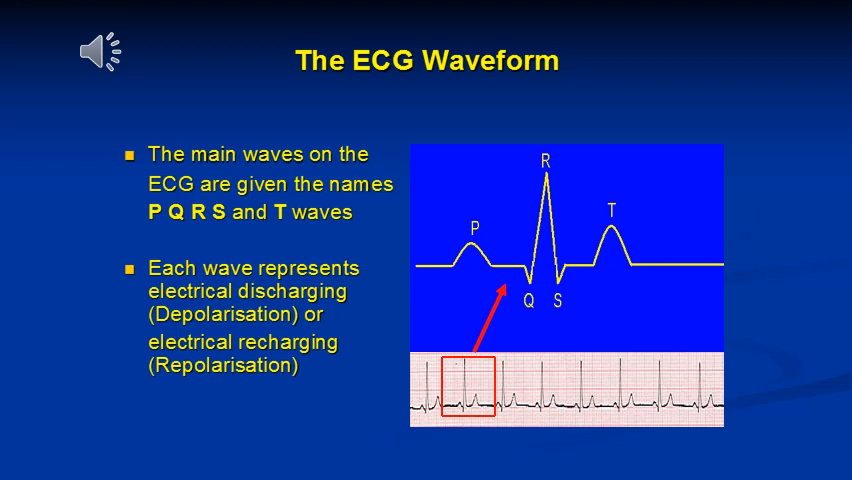 The ECG Waveform
The main waves on the
ECG are given the names
P Q R S and T waves
Each wave represents
electrical discharging
(Depolarisation) or
electrical recharging
(Repolarisation)
R
T
P
Q S